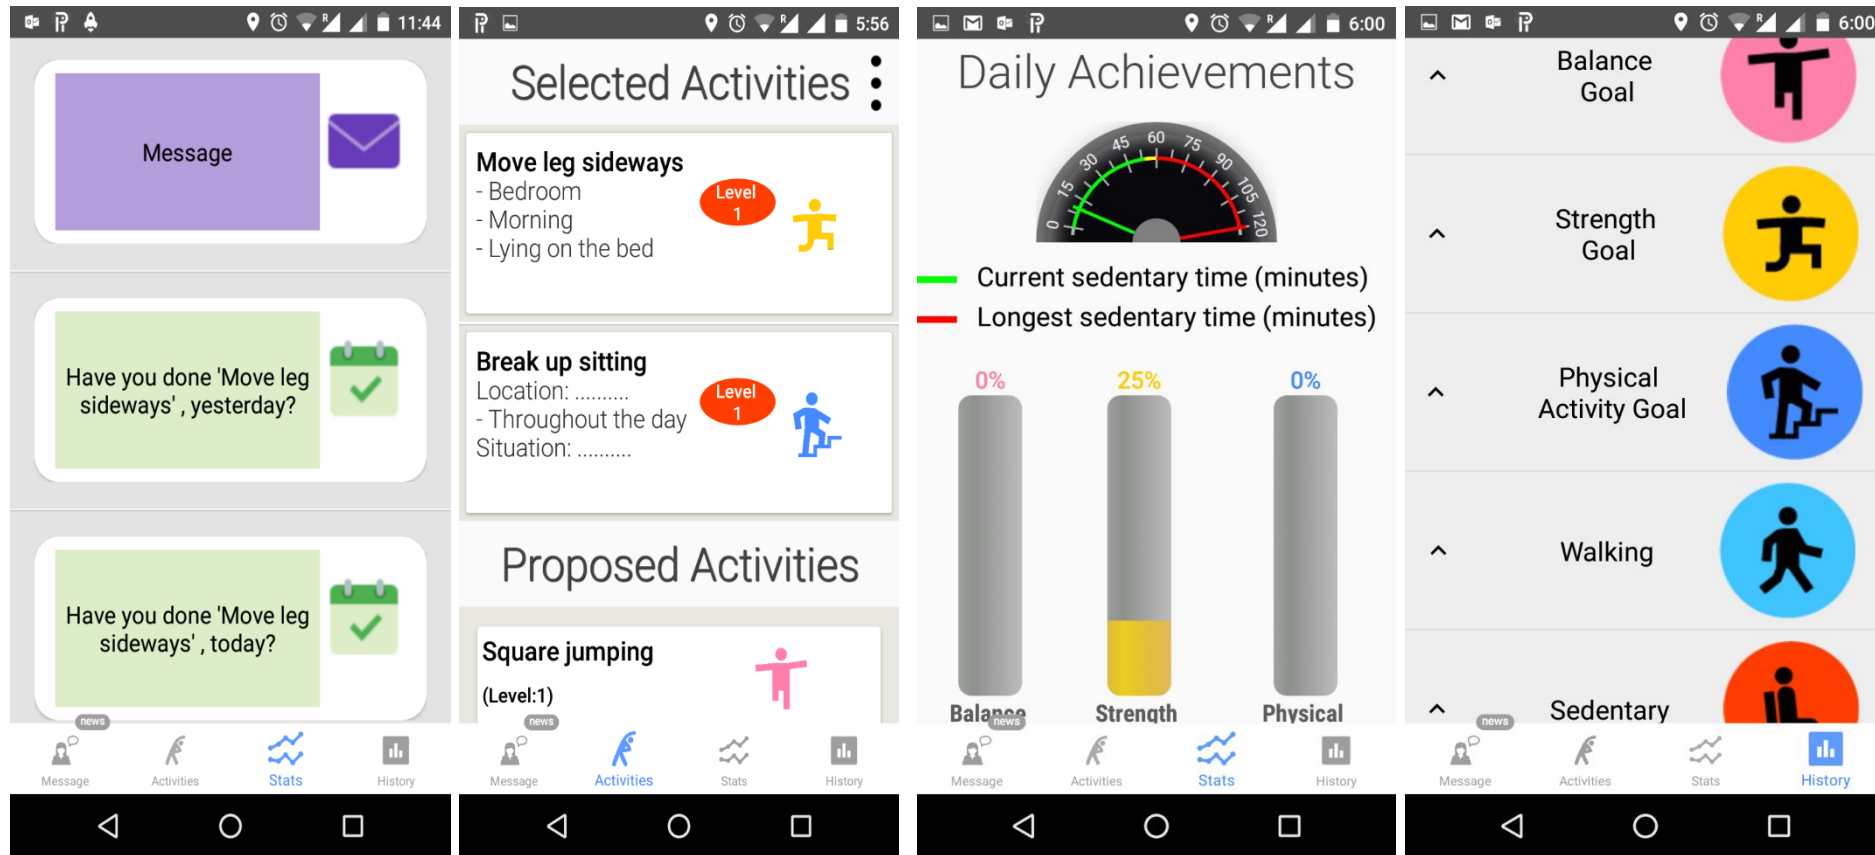 11:44
Message
Have you done 'Move leg
sideways' , yesterday?
Have you done 'Move leg
sideways' , today?
news
Message
Activities
Stats
History
5:56
Selected Activities
Move leg sideways
- Bedroom
- Morning
- Lying on the bed
Level
1
Break up sitting
Location: ..........
- Throughout the day
Situation: ..........
Level
1
Proposed Activities
Square jumping
(Level:1)
news
Message
Activities
Stats
History
6:00
Daily Achievements
0 15 30 45 60 75 90 105 120
Current sedentary time (minutes)
Longest sedentary time (minutes)
0% 25% 0%
Balance Strength Physical
news
Message
Activities
Stats
History
6:00
Balance
Goal
Strength
Goal
Physical
Activity Goal
Walking
Sedentary
news
Message
Activities
Stats
History